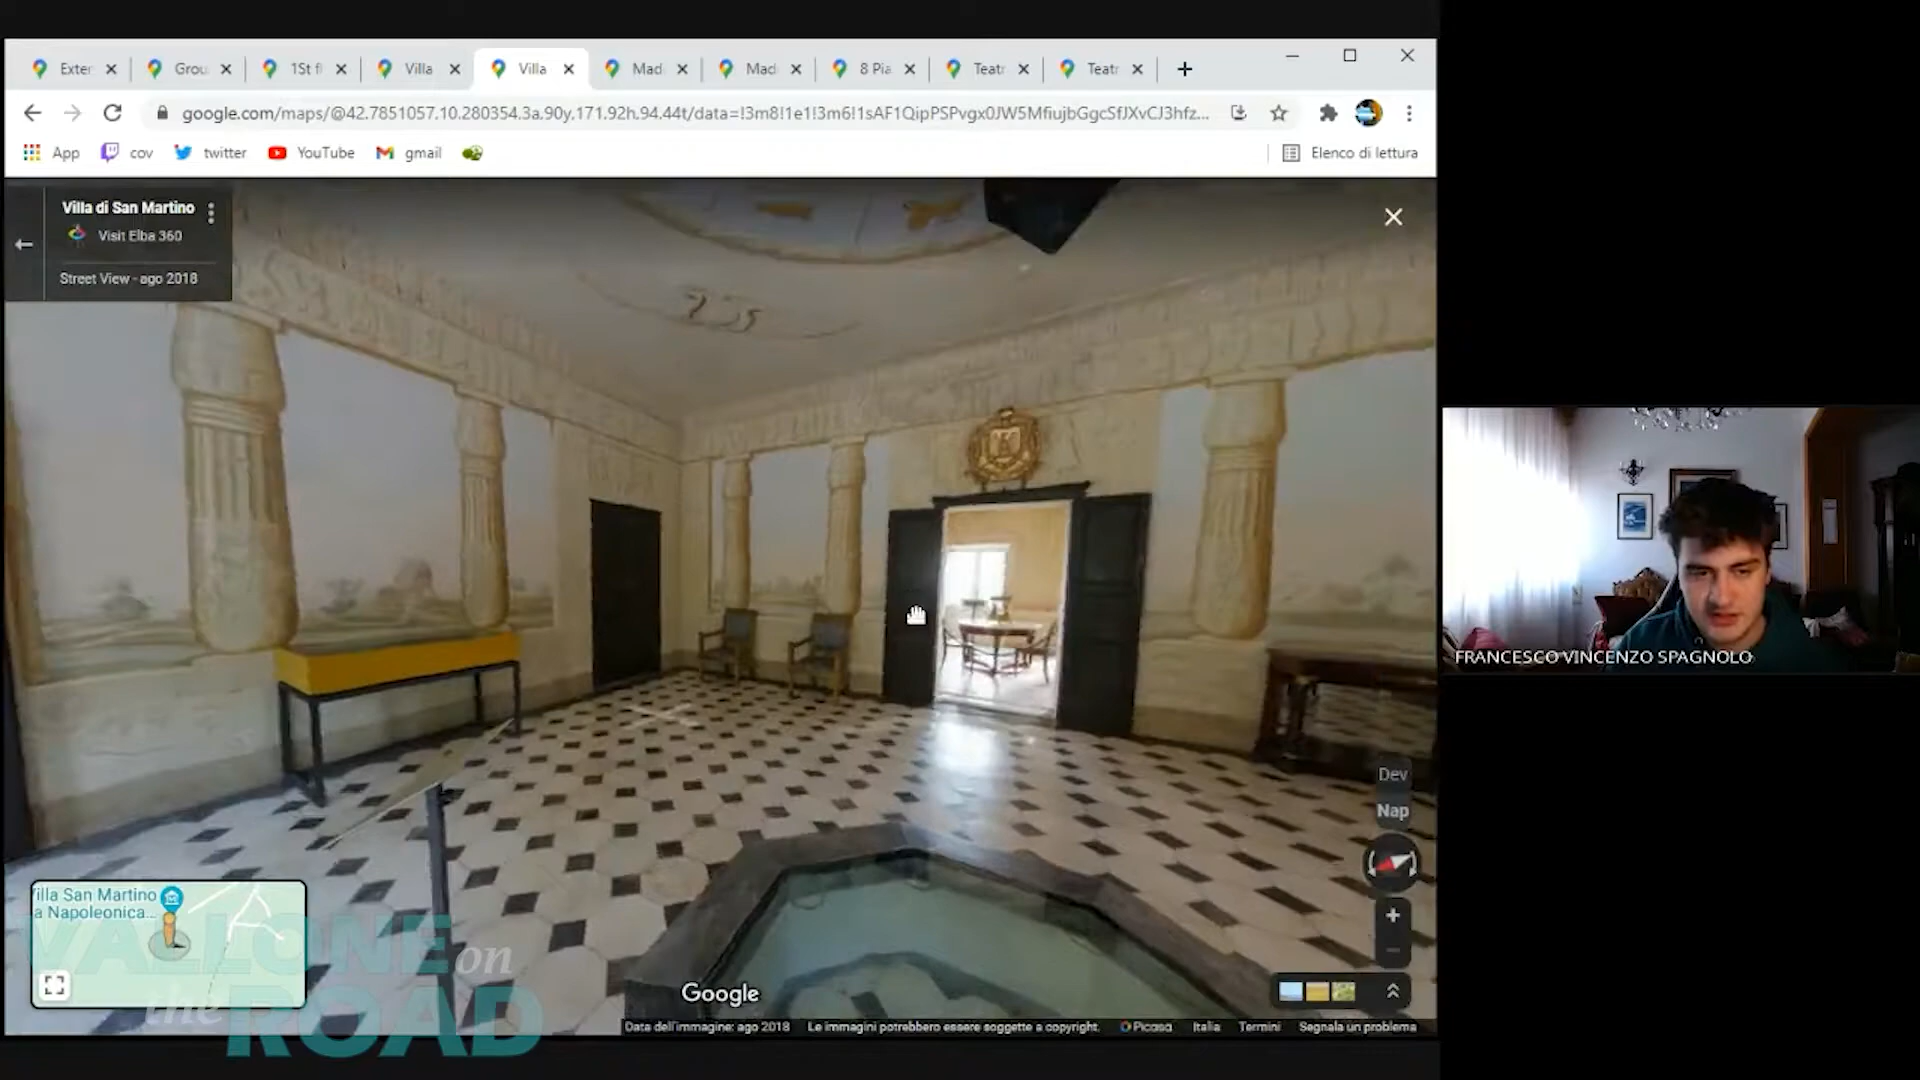 Exter
Grou
1St fl
Villa
Villa
Mad
Mad
8 Pia
Teatr
Teatr
google.com/maps/@42.7851057,10.280354,3a,90y,171.92h,94.44t/data=!3m8!1e1!3m6!1sAF1QipPSPvgx0JW5MfiujbGgcSfJXvCJ3hfz...
App
cov
twitter
YouTube
gmail
Elenco di lettura
Villa di San Martino
Visit Elba 360
Street View - ago 2018
FRANCESCO VINCENZO SPAGNOLO
Dev
Nap
illa San Martino
a Napoleonica...
VALLONE on
the ROAD
Google
Data dell'immagine: ago 2018 Le immagini potrebbero essere soggette a copyright. Picasa Italia Termini Segnala un problema